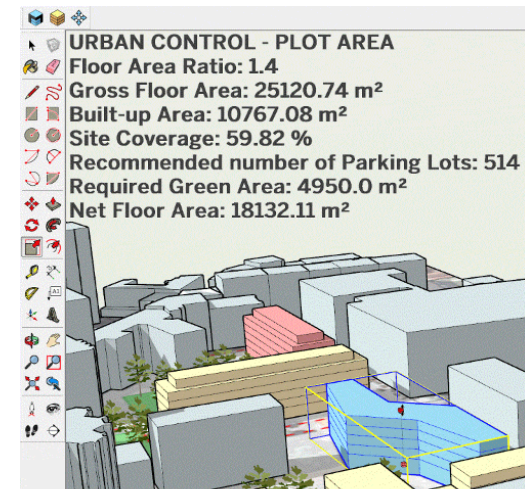 URBAN CONTROL - PLOT AREA
Floor Area Ratio: 1.4
Gross Floor Area: 25120.74 m²
Built-up Area: 10767.08 m²
Site Coverage: 59.82 %
Recommended number of Parking Lots: 514
Required Green Area: 4950.0 m²
Net Floor Area: 18132.11 m²